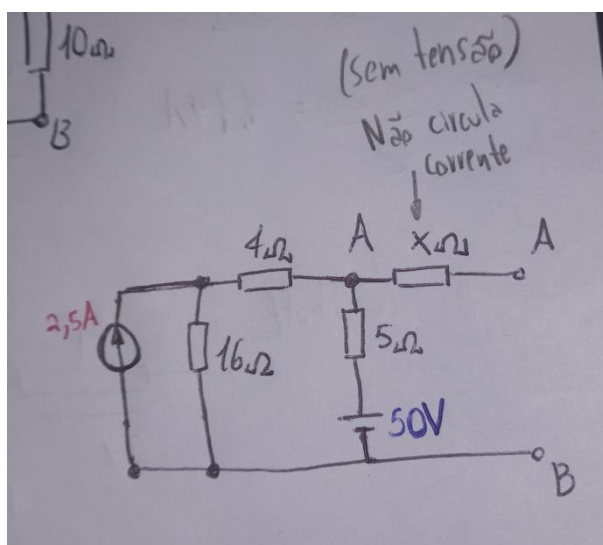 10Ω
B
(sem tensão)
Não circula
corrente
4Ω
A
XΩ
A
2,5A
16Ω
5Ω
50V
B